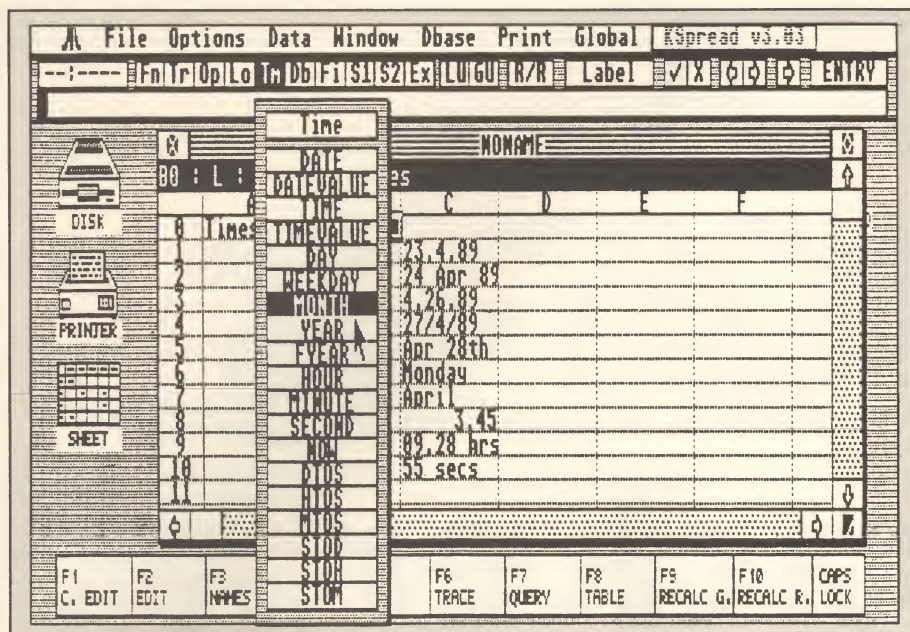 File Options Data Window Dbase Print Global KSpread v3.03
--:---- Fn Tr Op Lo Tm Db Fi S1 S2 Ex LU GU R/R Label √ X ENTRY
Time
NONAME
B0 : L : es
DATE
DATEVALUE
TIME
TIMEVALUE
DAY
WEEKDAY
MONTH
YEAR
FYEAR
HOUR
MINUTE
SECOND
NOW
DTOS
HTOS
MTOS
STOD
STOH
STOM
A C D E F
0 Times
1 23.4.89
2 24 Apr 89
3 4.26.89
4 27/4/89
5 Apr 28th
6 Monday
7 April
8 3.45
9 09.28 hrs
10 55 secs
11
DISK
PRINTER
SHEET
F1 C. EDIT
F2 EDIT
F3 NAMES
F6 TRACE
F7 QUERY
F8 TABLE
F9 RECALC G.
F10 RECALC R.
CAPS LOCK